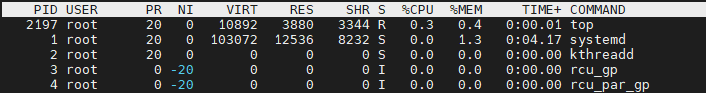 PID USER PR NI VIRT RES SHR S %CPU %MEM TIME+ COMMAND
2197 root 20 0 10892 3880 3344 R 0.3 0.4 0:00.01 top
1 root 20 0 103072 12536 8232 S 0.0 1.3 0:04.17 systemd
2 root 20 0 0 0 0 S 0.0 0.0 0:00.00 kthreadd
3 root 0 -20 0 0 0 I 0.0 0.0 0:00.00 rcu_gp
4 root 0 -20 0 0 0 I 0.0 0.0 0:00.00 rcu_par_gp